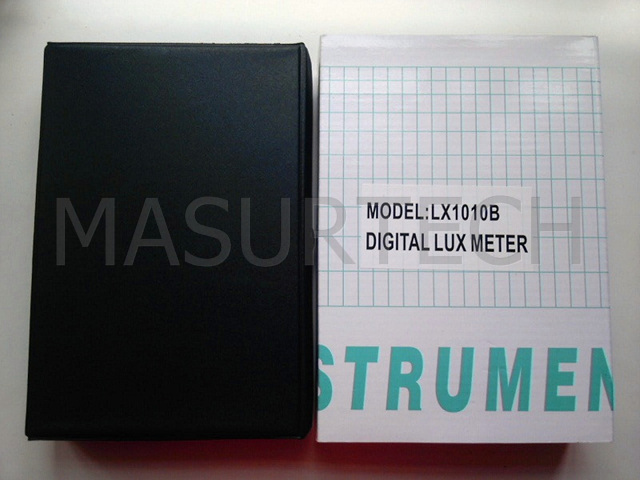 MASURTECH
MODEL:LX1010B
DIGITAL LUX METER
STRUMEN